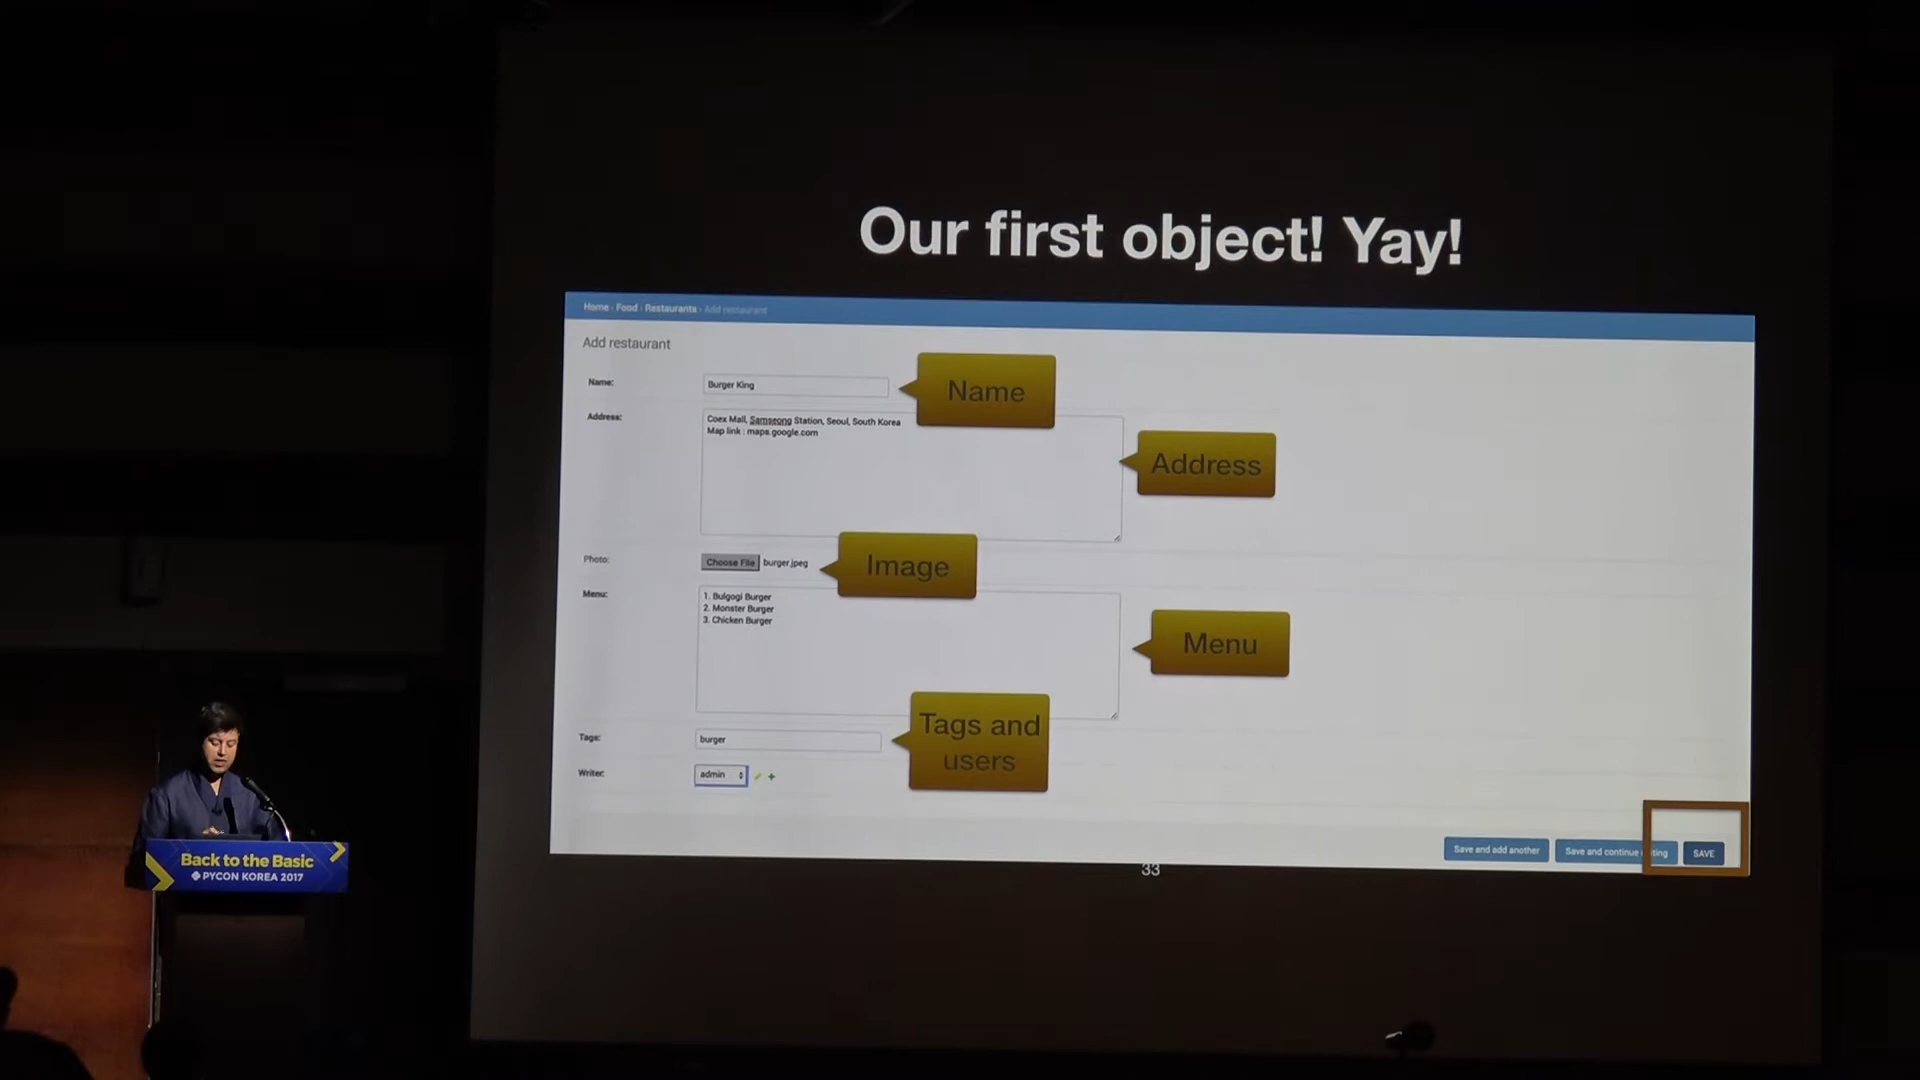 Our first object! Yay!
Home › Food › Restaurants › Add restaurant
Add restaurant
Name:
Burger King
Name
Address:
Coex Mall, Samseong Station, Seoul, South Korea
Map link : maps.google.com
Address
Photo:
Choose File burger.jpeg
Image
Menu:
1. Bulgogi Burger
2. Monster Burger
3. Chicken Burger
Menu
Tags:
burger
Tags and
users
Writer:
admin
Save and add another
Save and continue iting
SAVE
33
Back to the Basic
PYCON KOREA 2017